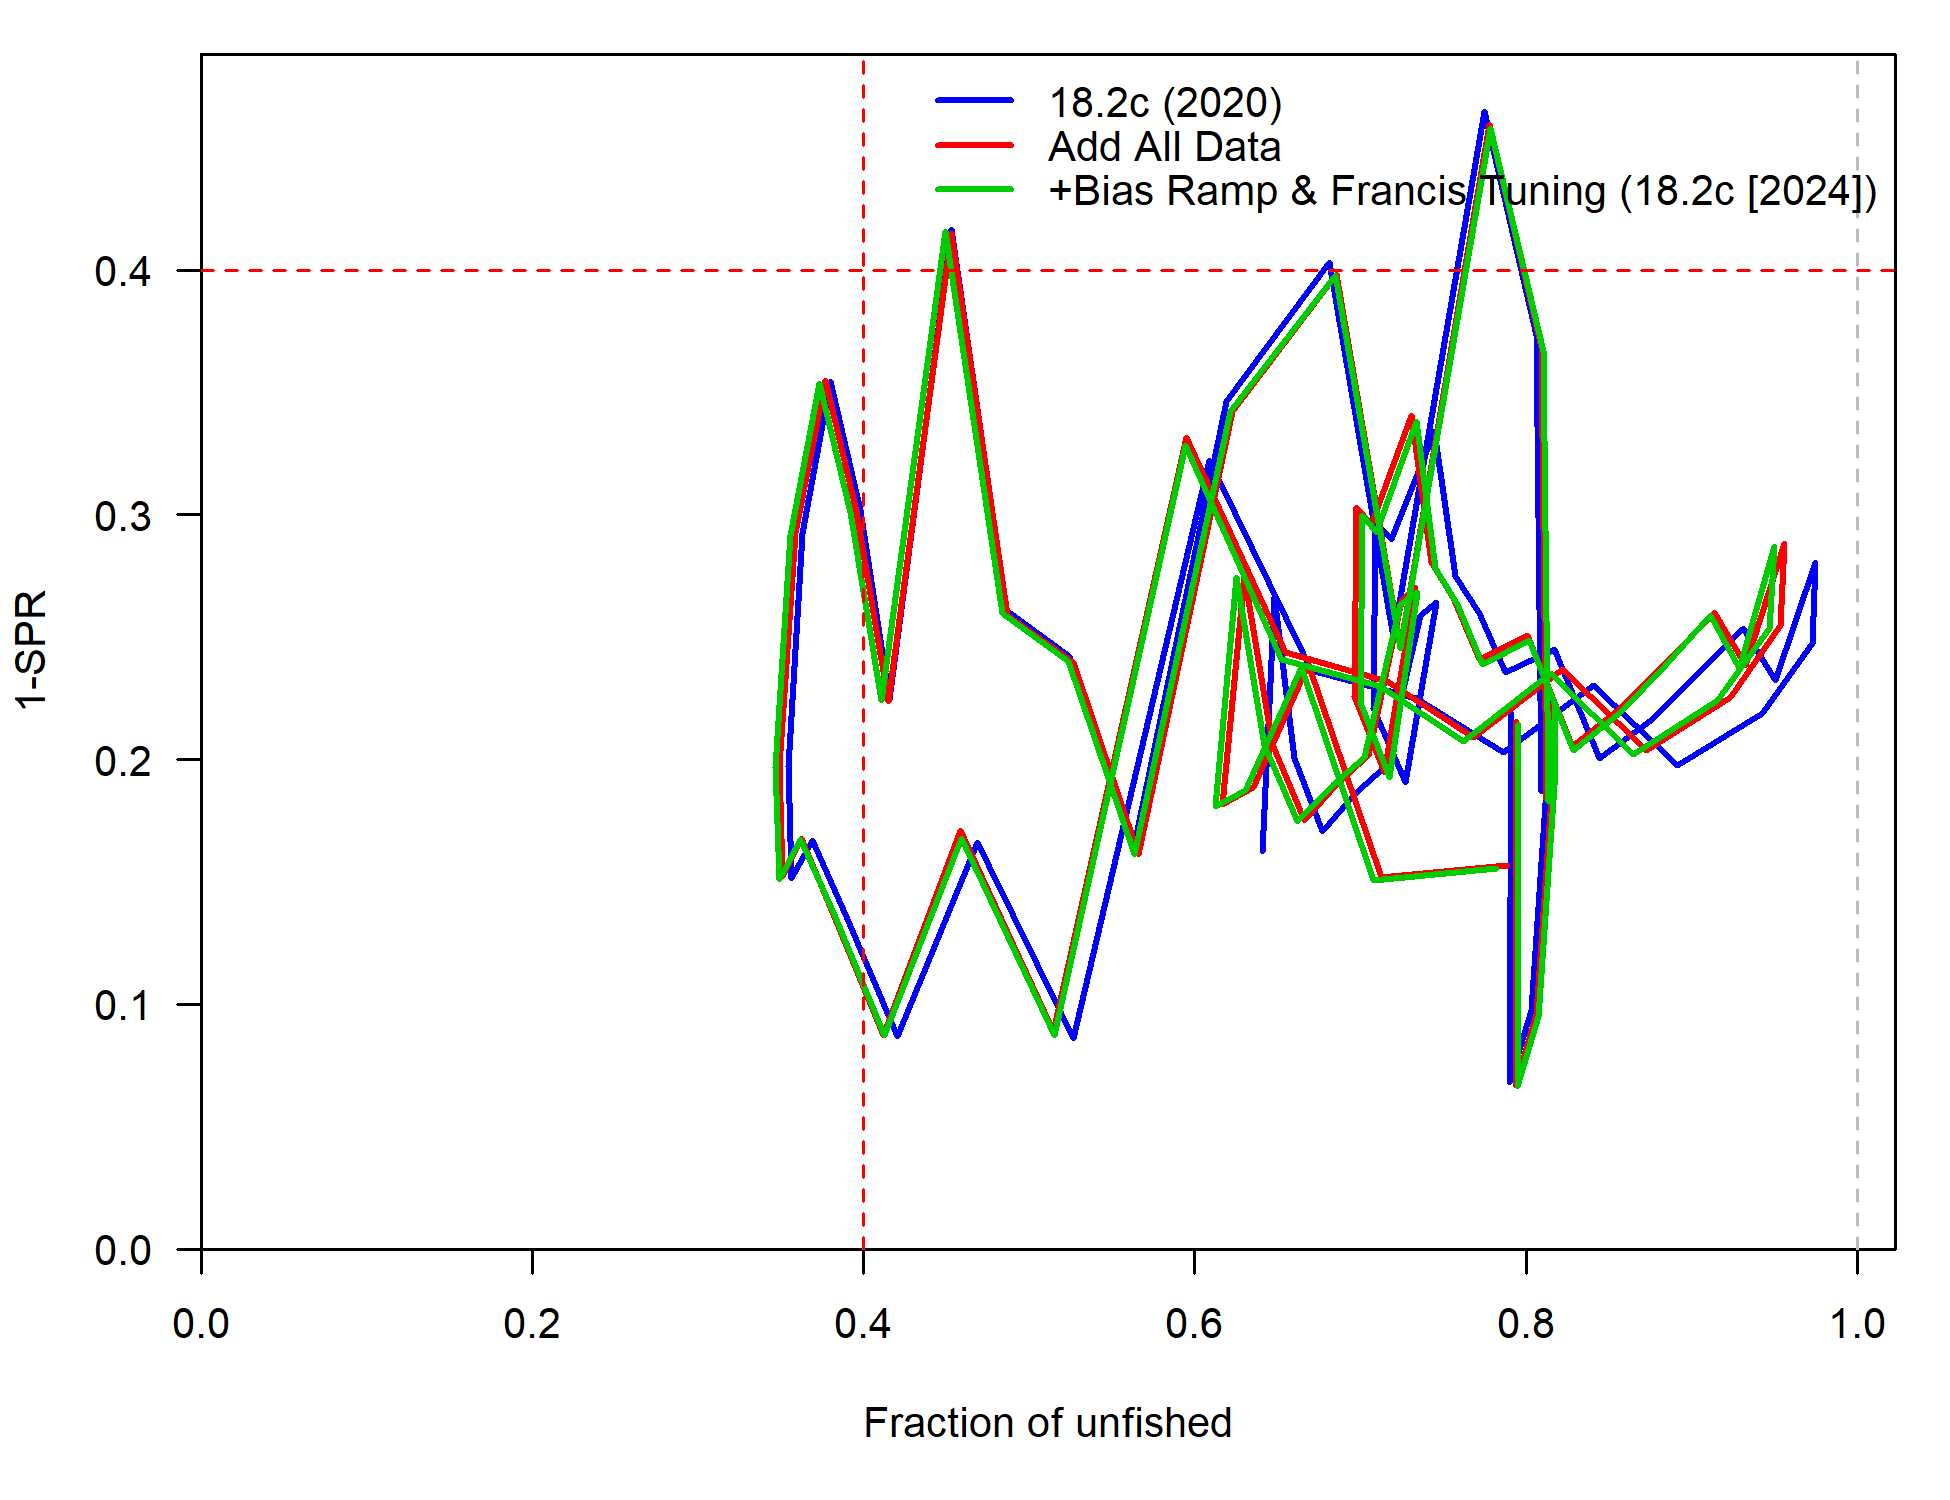 18.2c (2020)
Add All Data
+Bias Ramp & Francis Tuning (18.2c [2024])
0.4
0.3
0.2
0.1
0.0
1-SPR
0.0 0.2 0.4 0.6 0.8 1.0
Fraction of unfished